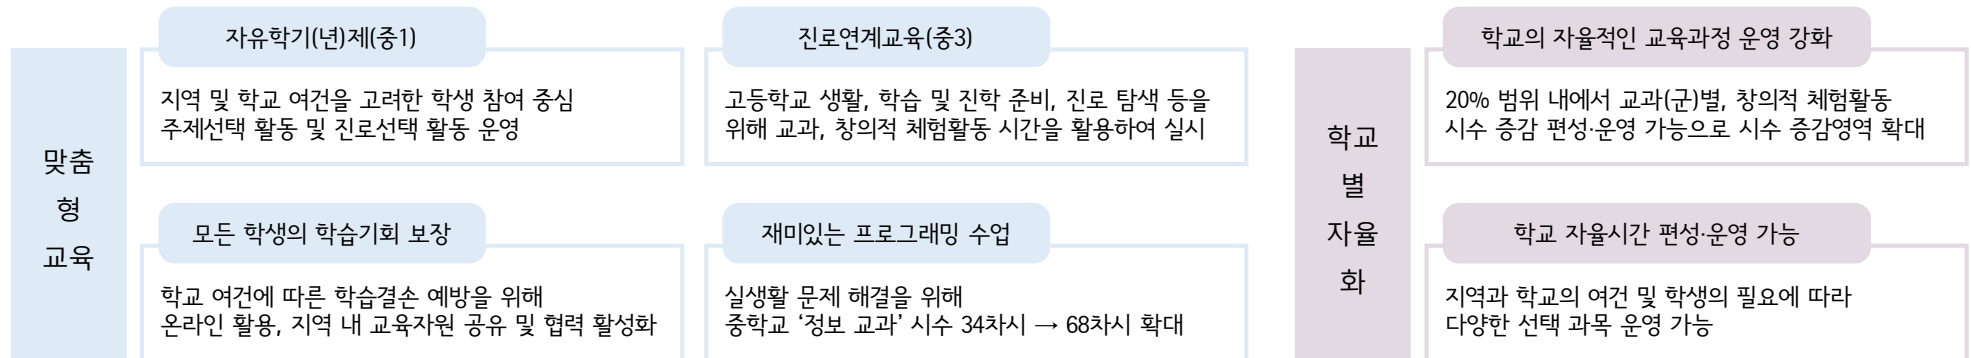 맞춤
형
교육
자유학기(년)제(중1)
지역 및 학교 여건을 고려한 학생 참여 중심
주제선택 활동 및 진로선택 활동 운영
진로연계교육(중3)
고등학교 생활, 학습 및 진학 준비, 진로 탐색 등을
위해 교과, 창의적 체험활동 시간을 활용하여 실시
모든 학생의 학습기회 보장
학교 여건에 따른 학습결손 예방을 위해
온라인 활용, 지역 내 교육자원 공유 및 협력 활성화
재미있는 프로그래밍 수업
실생활 문제 해결을 위해
중학교 ‘정보 교과’ 시수 34차시 → 68차시 확대
학교
별
자율
화
학교의 자율적인 교육과정 운영 강화
20% 범위 내에서 교과(군)별, 창의적 체험활동
시수 증감 편성·운영 가능으로 시수 증감영역 확대
학교 자율시간 편성·운영 가능
지역과 학교의 여건 및 학생의 필요에 따라
다양한 선택 과목 운영 가능